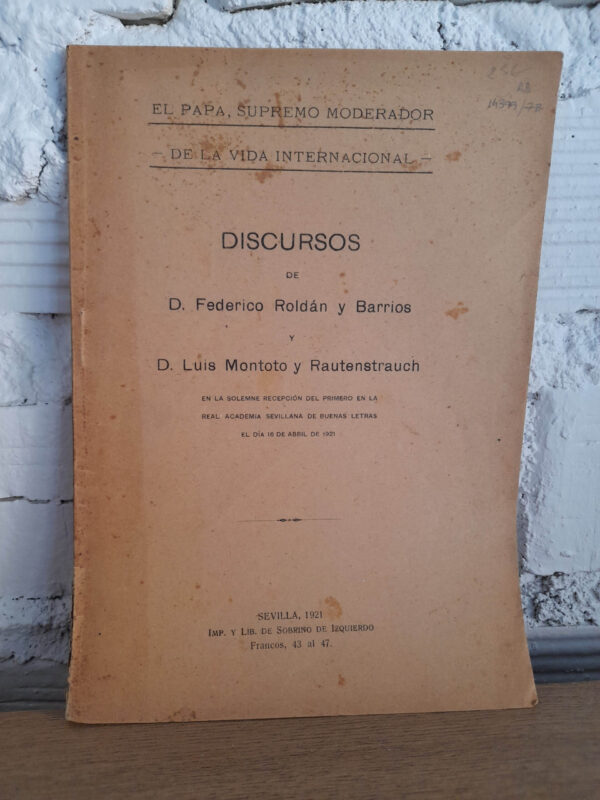 EL PAPA, SUPREMO MODERADOR
— DE LA VIDA INTERNACIONAL —
DISCURSOS
DE
D. Federico Roldán y Barrios
Y
D. Luis Montoto y Rautenstrauch
EN LA SOLEMNE RECEPCIÓN DEL PRIMERO EN LA
REAL ACADEMIA SEVILLANA DE BUENAS LETRAS
EL DÍA 16 DE ABRIL DE 1921
SEVILLA, 1921
IMP. Y LIB. DE SOBRINO DE IZQUIERDO
Francos, 43 al 47.